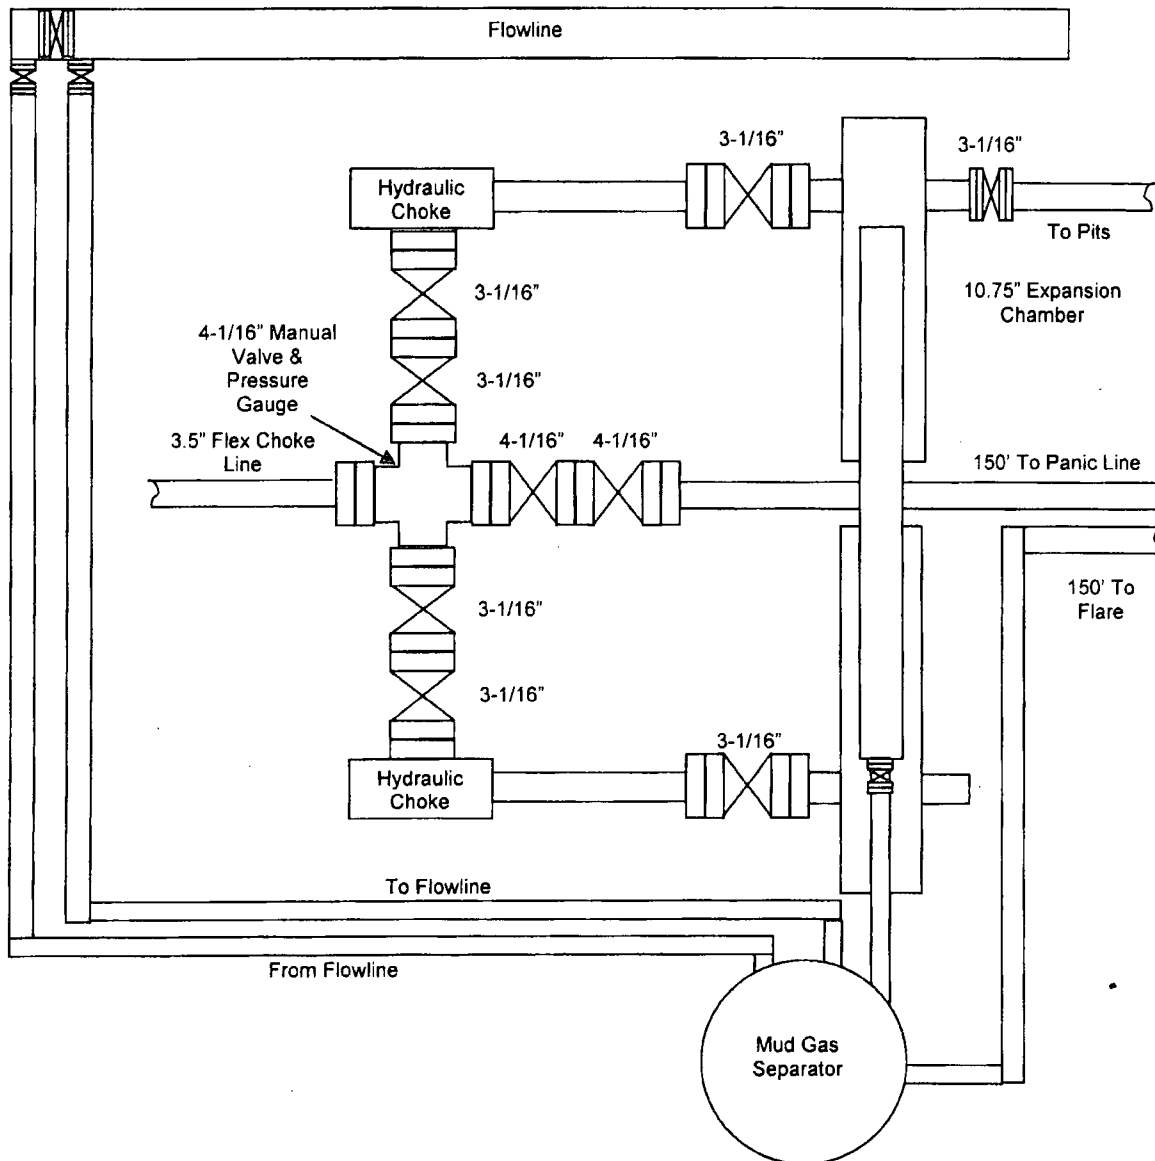 Flowline
3-1/16"
3-1/16"
Hydraulic
Choke
To Pits
3-1/16"
10.75" Expansion
Chamber
4-1/16" Manual
Valve &
Pressure
Gauge
3-1/16"
3.5" Flex Choke
Line
4-1/16"
4-1/16"
150' To Panic Line
150' To
Flare
3-1/16"
3-1/16"
3-1/16"
Hydraulic
Choke
To Flowline
From Flowline
Mud Gas
Separator